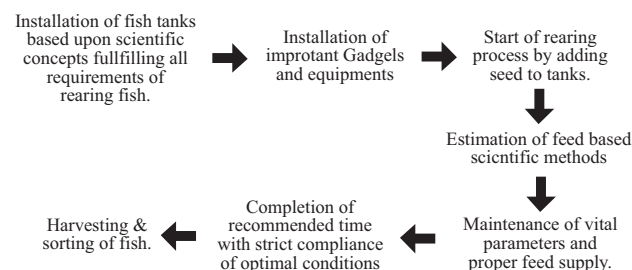 Installation of fish tanks
based upon scientific
concepts fullfilling all
requirements of
rearing fish.
Installation of
improtant Gadgels
and equipments
Start of rearing
process by adding
seed to tanks.
Estimation of feed based
scientific methods
Maintenance of vital
parameters and
proper feed supply.
Completion of
recommended time
with strict compliance
of optimal conditions
Harvesting &
sorting of fish.